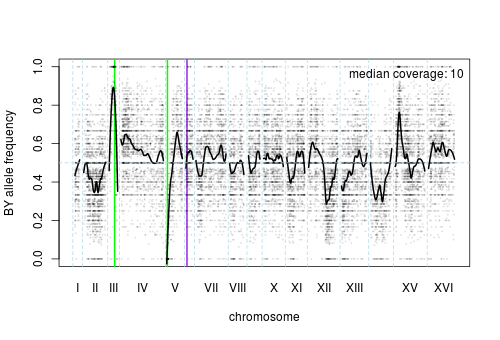 median coverage: 10
BY allele frequency
1.0
0.8
0.6
0.4
0.2
0.0
I II III IV V VII VIII X XI XII XIII XV XVI
chromosome